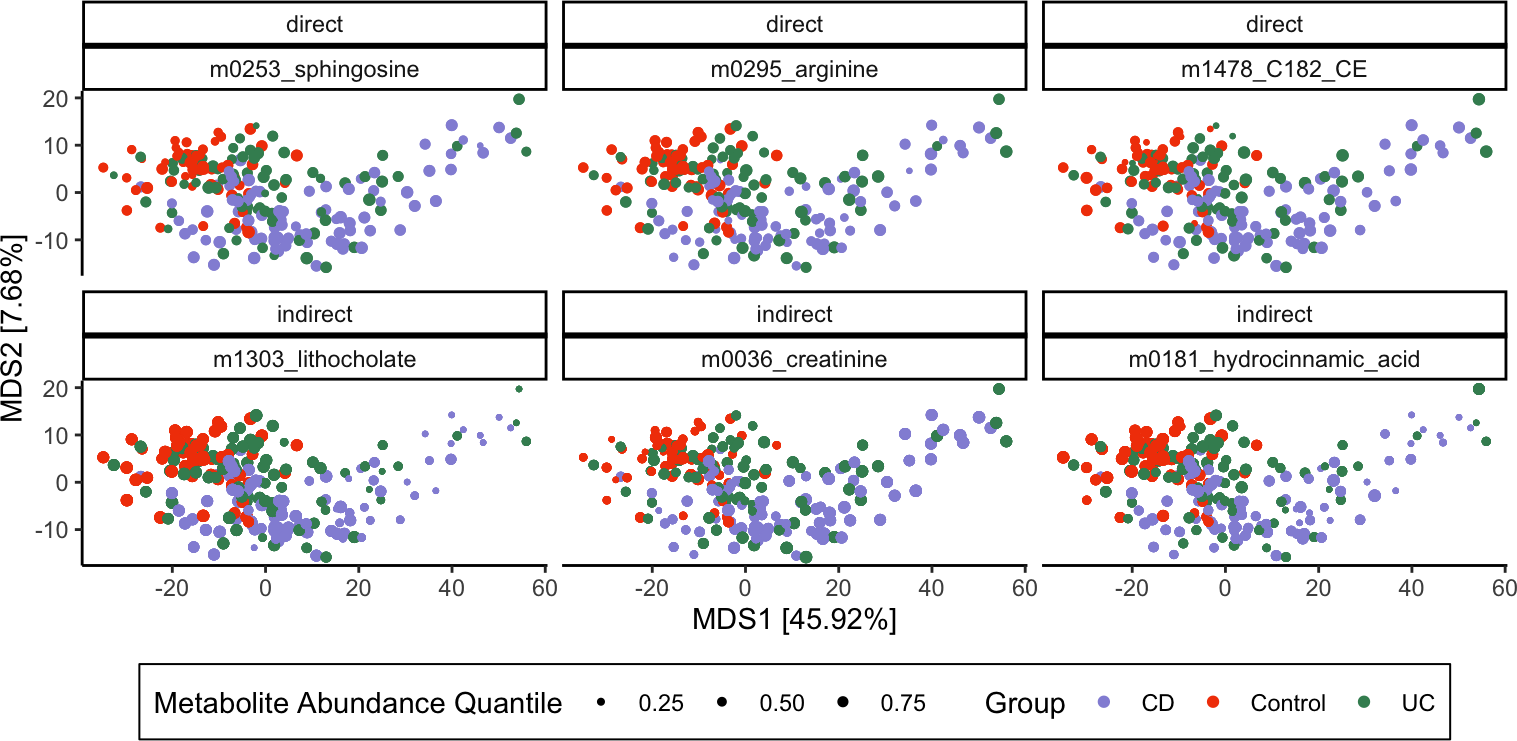 direct direct direct
m0253_sphingosine m0295_arginine m1478_C182_CE
20
10
0
-10
MDS2 [7.68%]
indirect indirect indirect
m1303_lithocholate m0036_creatinine m0181_hydrocinnamic_acid
20
10
0
-10
-20 0 20 40 60 -20 0 20 40 60 -20 0 20 40 60
MDS1 [45.92%]
Metabolite Abundance Quantile 0.25 0.50 0.75 Group CD Control UC